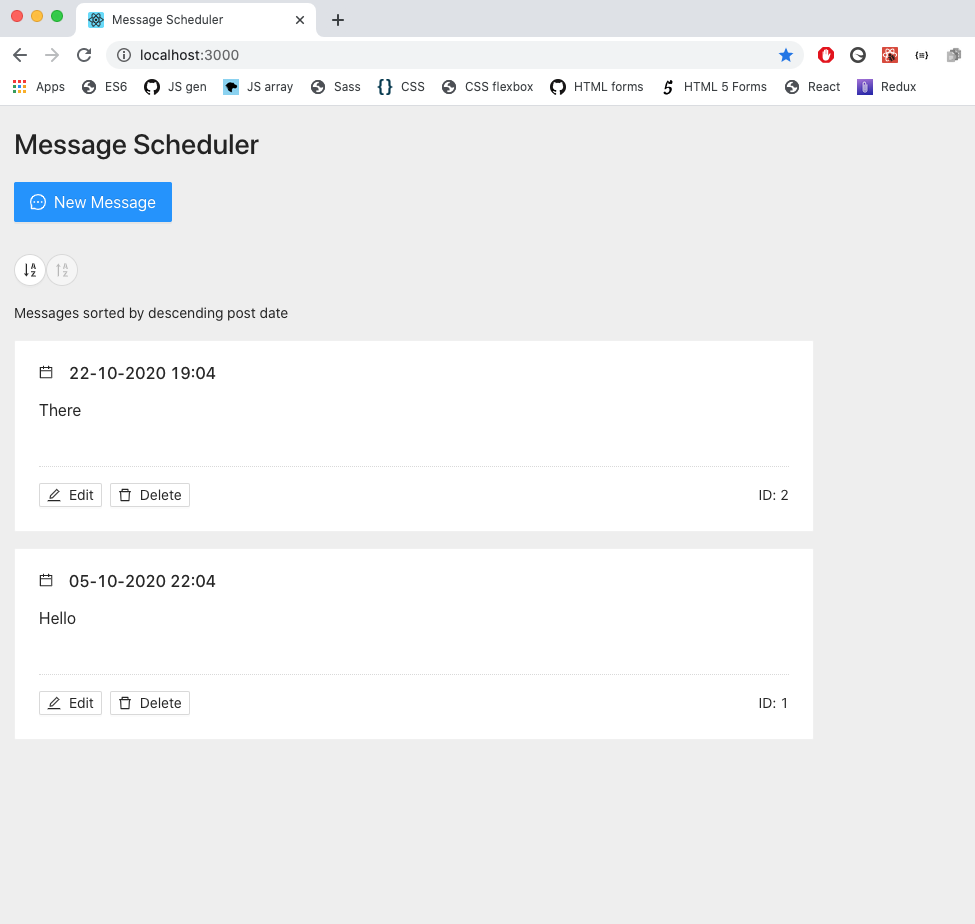 Message Scheduler
localhost:3000
Apps ES6 JS gen JS array Sass {} CSS CSS flexbox HTML forms 5 HTML 5 Forms React Redux
Message Scheduler
New Message
Messages sorted by descending post date
22-10-2020 19:04
There
Edit Delete ID: 2
05-10-2020 22:04
Hello
Edit Delete ID: 1